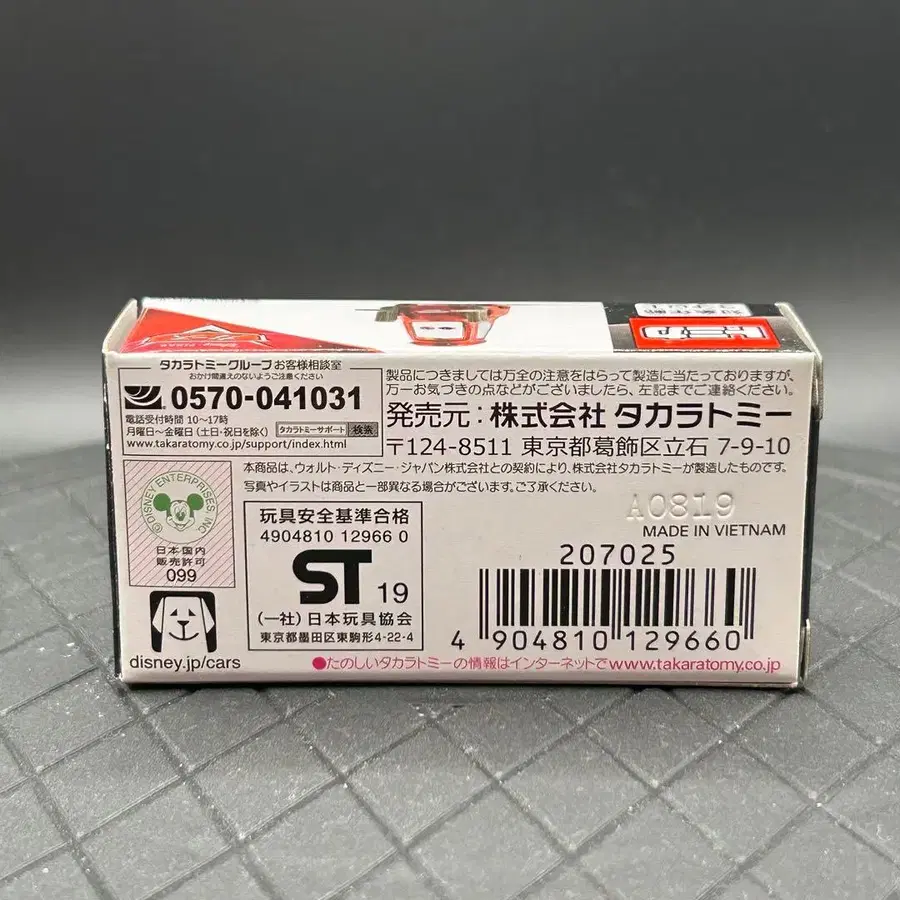 タカラトミーグループ お客様相談室
おかけ間違えのないようご注意ください
0570-041031
電話受付時間 10~17時
月曜日~金曜日 (土日・祝日を除く) タカラトミーサポート 検索
www.takaratomy.co.jp/support/index.html
製品につきましては万全の注意をはらって製造に当たっておりますが、
万一お気づきの点などがございましたら、左記までご連絡ください。
発売元:株式会社 タカラトミー
〒124-8511 東京都葛飾区立石 7-9-10
本商品は、ウォルト・ディズニー・ジャパン株式会社との契約により、株式会社タカラトミーが製造したものです。
写真やイラストは商品と一部異なる場合がございます。ご了承ください。
© DISNEY ENTERPRISES INC
日本国内
販売許可
099
玩具安全基準合格
4904810 12966 0
ST 19
(一社) 日本玩具協会
東京都墨田区東駒形4-22-4
A0819
MADE IN VIETNAM
207025
4 904810 129660
disney.jp/cars
●たのしいタカラトミーの情報はインターネットで www.takaratomy.co.jp